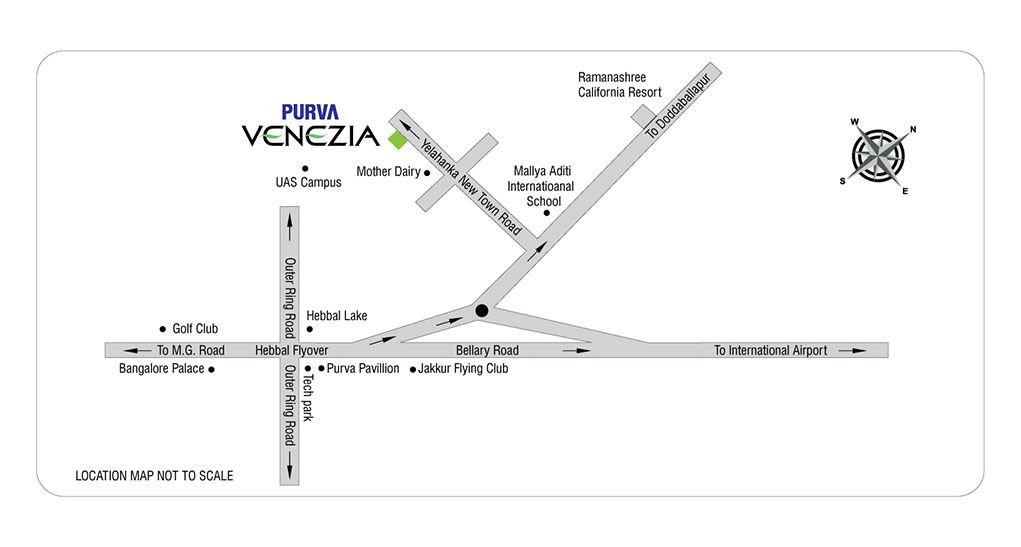 Ramanashree
California Resort
To Doddaballapur
PURVA
VENEZIA
W
N
S
E
Yelahanka New Town Road
Mother Dairy
Mallya Aditi
Internatioanal
School
UAS Campus
Outer Ring Road
Hebbal Lake
Golf Club
To M.G. Road
Hebbal Flyover
Bellary Road
To International Airport
Bangalore Palace
Tech park
Purva Pavillion
Jakkur Flying Club
Outer Ring Road
LOCATION MAP NOT TO SCALE